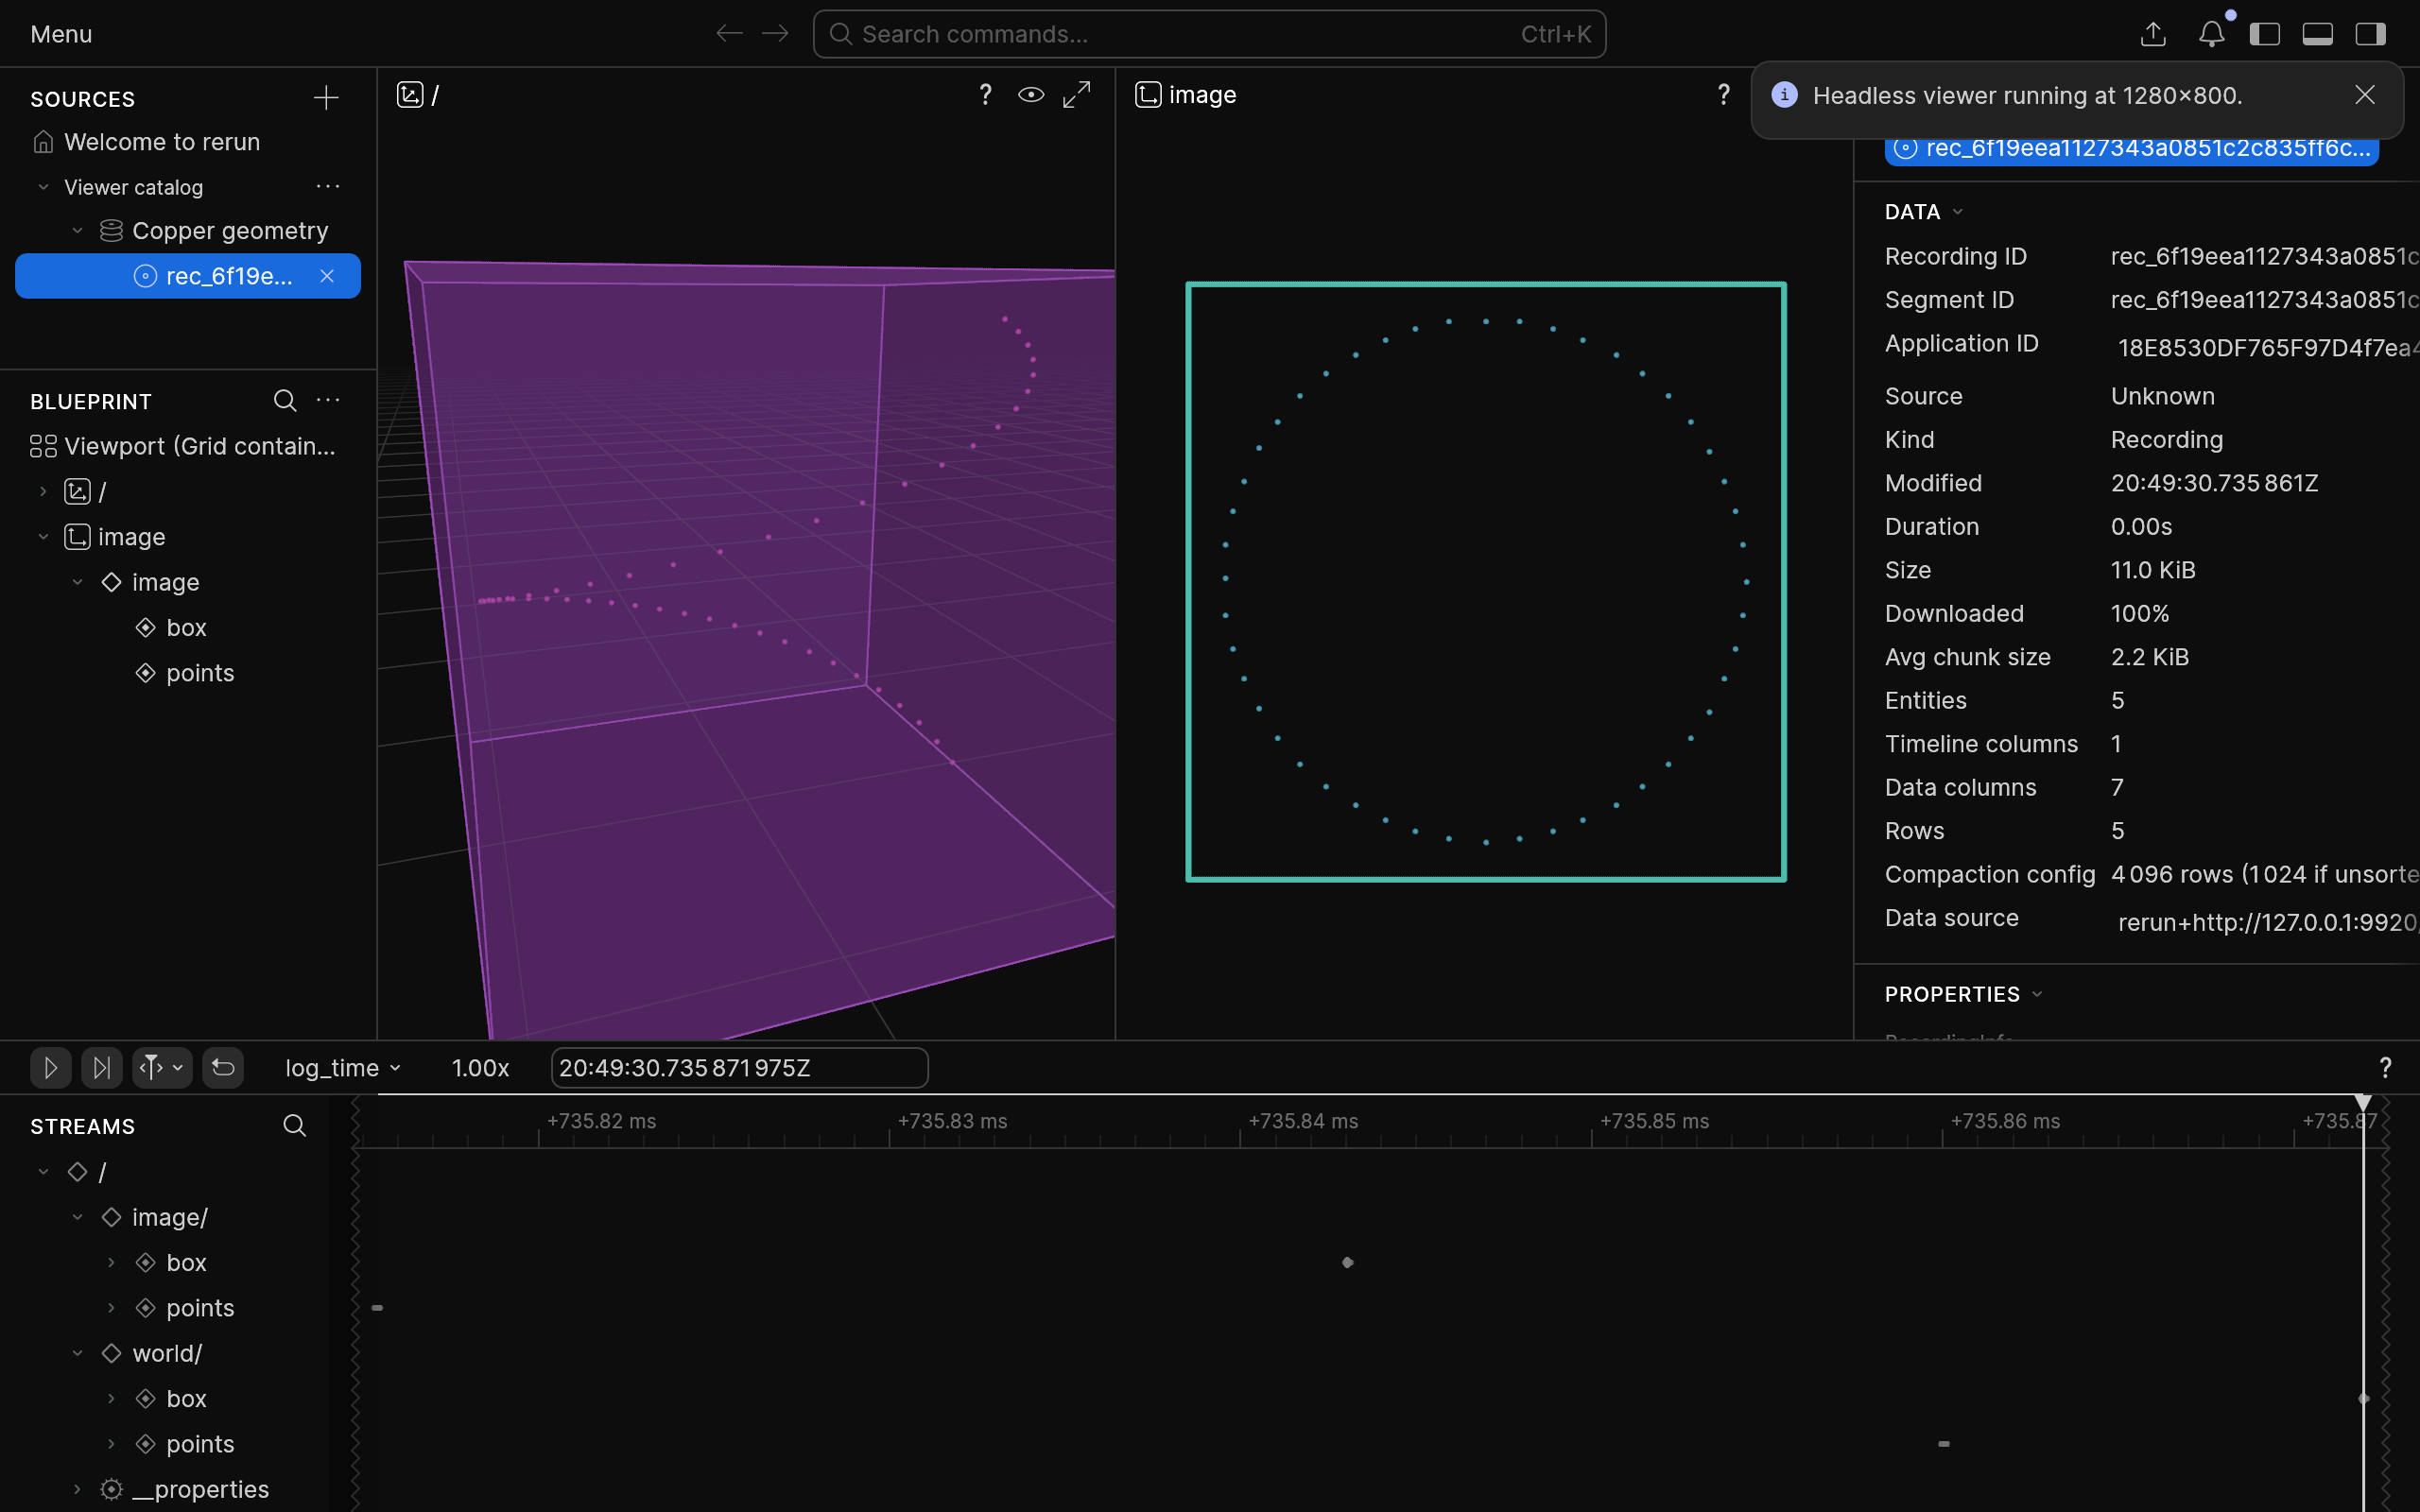 Menu
Search commands... Ctrl+K
Headless viewer running at 1280×800.
SOURCES
Welcome to rerun
Viewer catalog
Copper geometry
rec_6f19e...
BLUEPRINT
Viewport (Grid contain...
/
image
image
box
points
/
?
image
?
rec_6f19eea1127343a0851c2c835ff6c...
DATA
Recording ID rec_6f19eea1127343a0851c
Segment ID rec_6f19eea1127343a0851c
Application ID 18E8530DF765F97D4f7ea4
Source Unknown
Kind Recording
Modified 20:49:30.735 861Z
Duration 0.00s
Size 11.0 KiB
Downloaded 100%
Avg chunk size 2.2 KiB
Entities 5
Timeline columns 1
Data columns 7
Rows 5
Compaction config 4 096 rows (1 024 if unsorte
Data source rerun+http://127.0.0.1:9920
PROPERTIES
log_time 1.00x 20:49:30.735 871 975Z ?
STREAMS
+735.82 ms +735.83 ms +735.84 ms +735.85 ms +735.86 ms +735.87
/
image/
box
points
world/
box
points
__properties